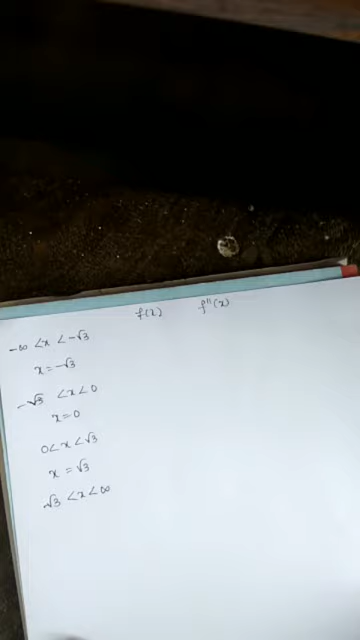 f(x) f''(x)
-∞ < x < -√3
x = -√3
-√3 < x < 0
x = 0
0 < x < √3
x = √3
√3 < x < ∞